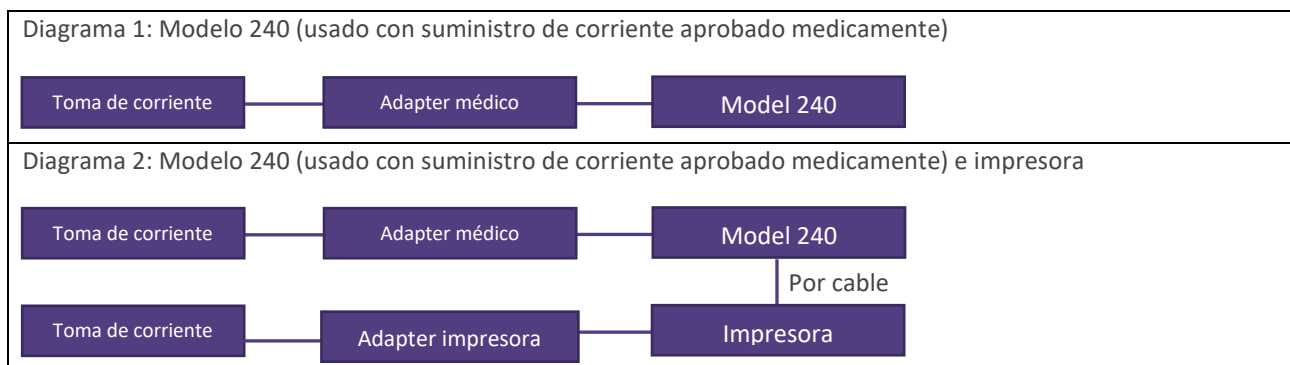 Diagrama 1: Modelo 240 (usado con suministro de corriente aprobado medicamente)
Toma de corriente Adapter médico Model 240
Diagrama 2: Modelo 240 (usado con suministro de corriente aprobado medicamente) e impresora
Toma de corriente Adapter médico Model 240
Por cable
Toma de corriente Adapter impresora Impresora